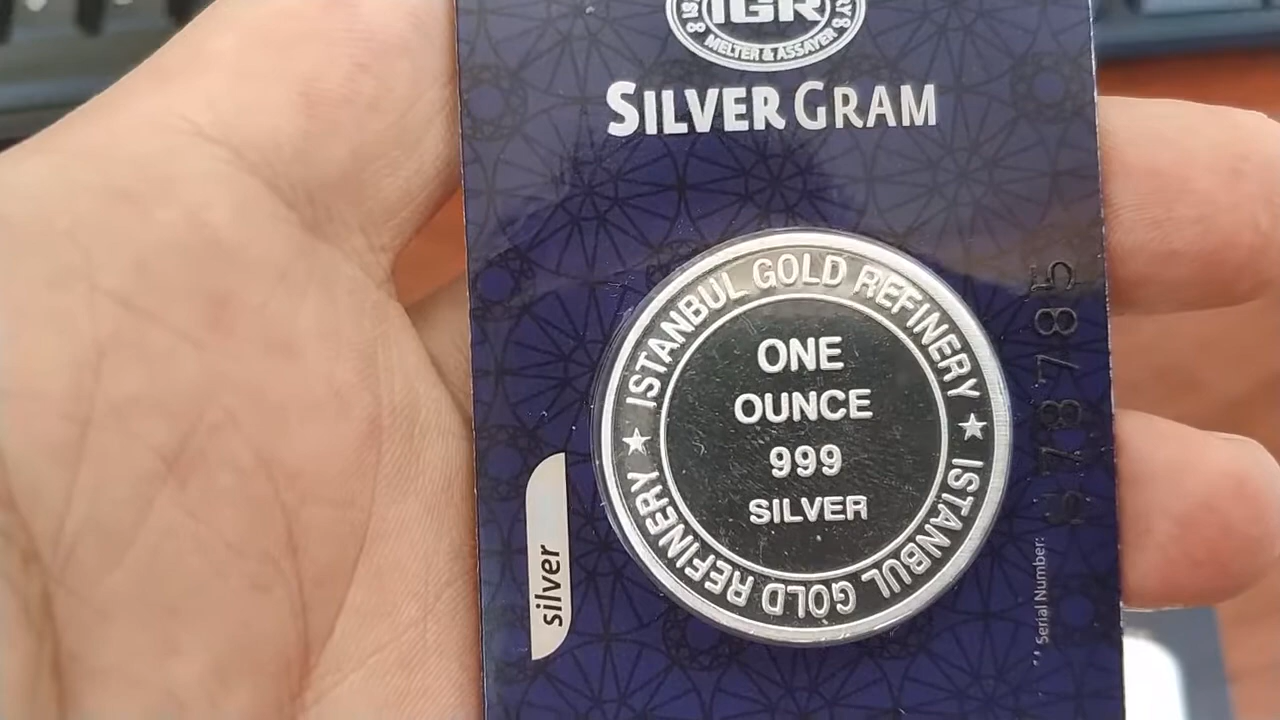 IGR
MELTER & ASSAYER
SILVER GRAM
ISTANBUL GOLD REFINERY ★ ISTANBUL GOLD REFINERY ★
ONE
OUNCE
999
SILVER
silver
Serial Number: